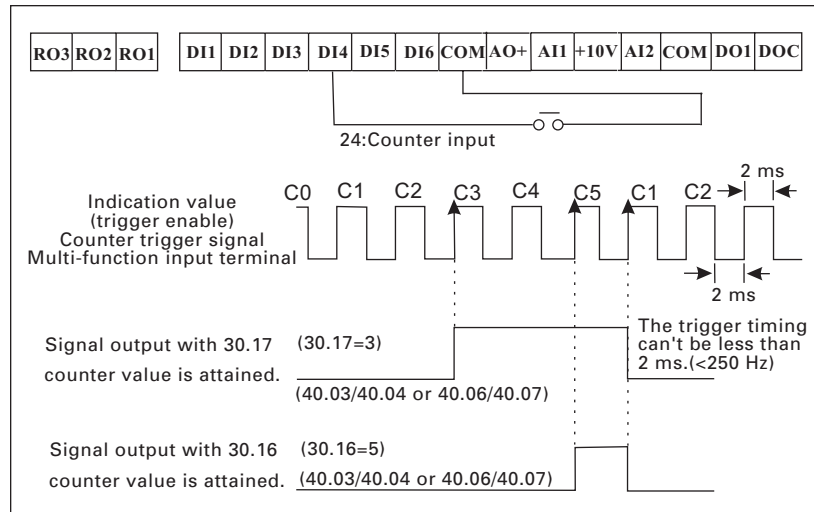 RO3 RO2 RO1 DI1 DI2 DI3 DI4 DI5 DI6 COM AO+ AI1 +10V AI2 COM DO1 DOC
24:Counter input
2 ms
C0 C1 C2 C3 C4 C5 C1 C2
Indication value
(trigger enable)
Counter trigger signal
Multi-function input terminal
2 ms
The trigger timing
can't be less than
2 ms.(<250 Hz)
Signal output with 30.17 (30.17=3)
counter value is attained.
(40.03/40.04 or 40.06/40.07)
Signal output with 30.16 (30.16=5)
counter value is attained. (40.03/40.04 or 40.06/40.07)